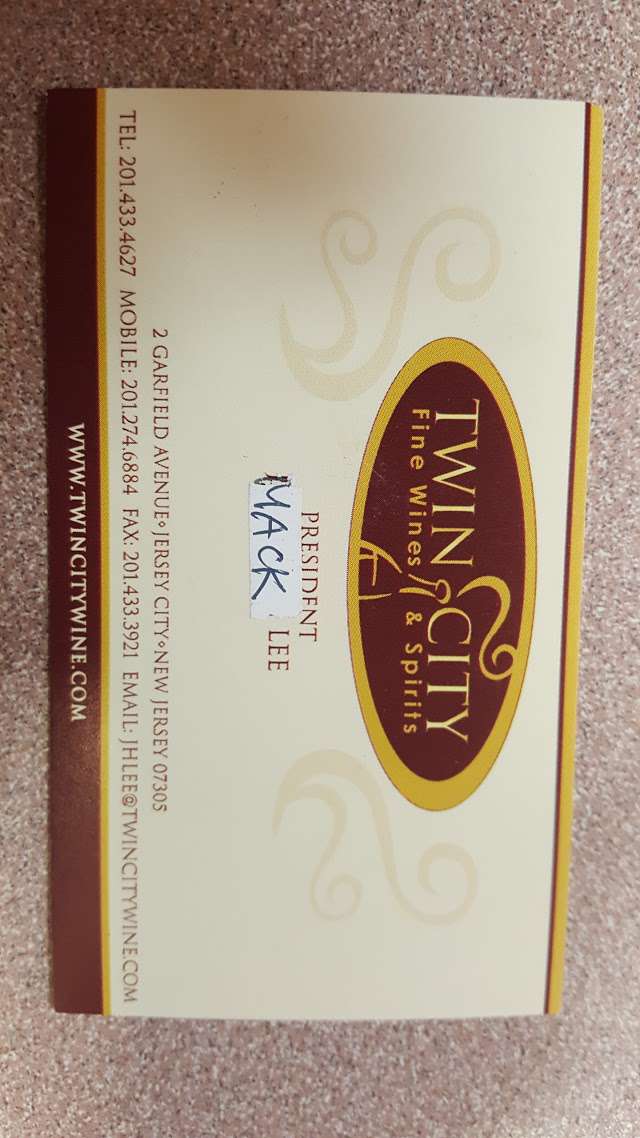 TWIN CITY
Fine Wines & Spirits
PRESIDENT
MACK LEE
2 GARFIELD AVENUE•JERSEY CITY•NEW JERSEY 07305
TEL: 201.433.4627 MOBILE: 201.274.6884 FAX: 201.433.3921 EMAIL: JHLEE@TWINCITYWINE.COM
WWW.TWINCITYWINE.COM